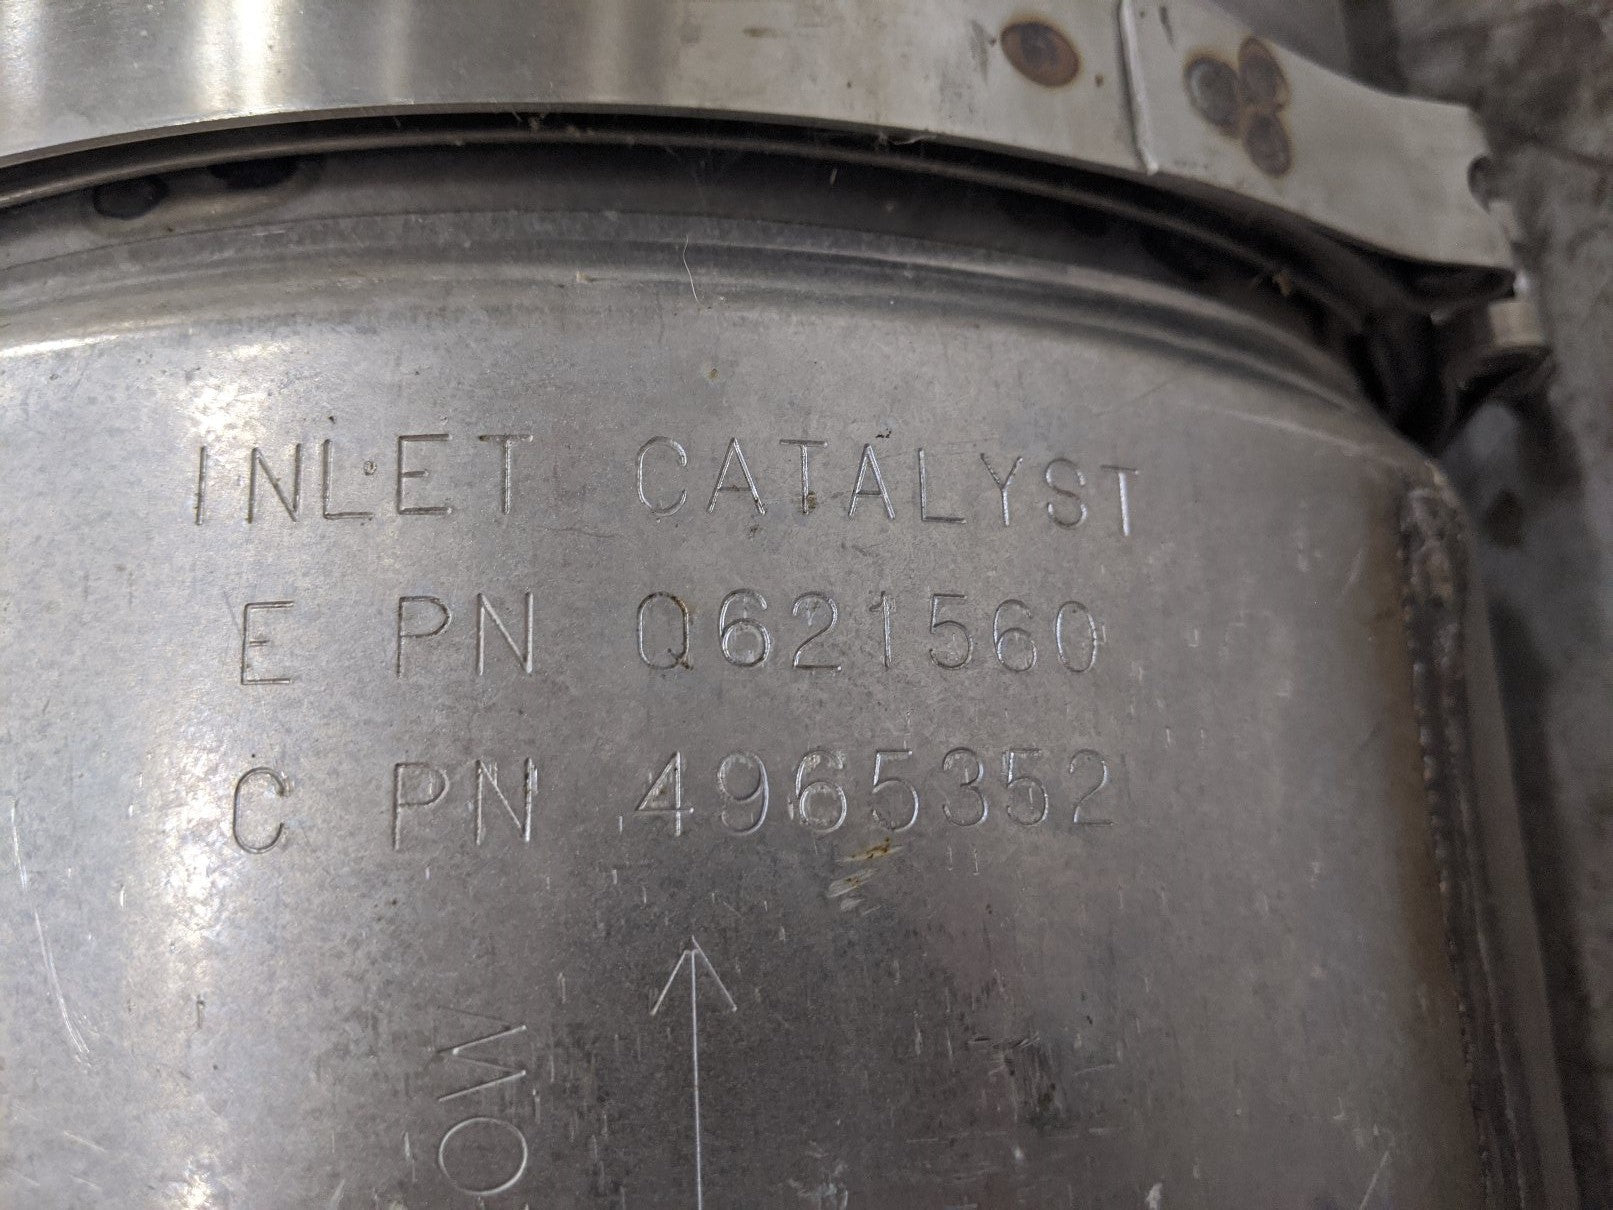 INLET CATALYST
E PN Q621560
C PN 4965352